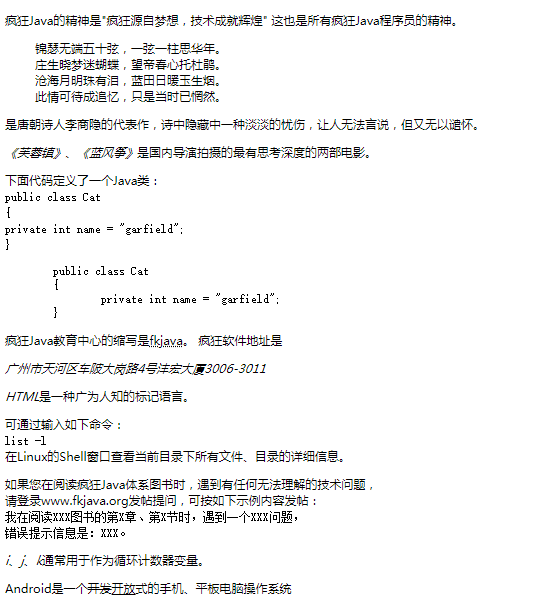 疯狂Java的精神是"疯狂源自梦想，技术成就辉煌" 这也是所有疯狂Java程序员的精神。
锦瑟无端五十弦，一弦一柱思华年。
庄生晓梦迷蝴蝶，望帝春心托杜鹃。
沧海月明珠有泪，蓝田日暖玉生烟。
此情可待成追忆，只是当时已惘然。
是唐朝诗人李商隐的代表作，诗中隐藏中一种淡淡的忧伤，让人无法言说，但又无以谴怀。
《芙蓉镇》、《蓝风筝》是国内导演拍摄的最有思考深度的两部电影。
下面代码定义了一个Java类：
public class Cat
{
private int name = "garfield";
}
public class Cat
{
private int name = "garfield";
}
疯狂Java教育中心的缩写是fkjava。 疯狂软件地址是
广州市天河区车陂大岗路4号沣宏大厦3006-3011
HTML是一种广为人知的标记语言。
可通过输入如下命令：
list -l
在Linux的Shell窗口查看当前目录下所有文件、目录的详细信息。
如果您在阅读疯狂Java体系图书时，遇到有任何无法理解的技术问题，
请登录www.fkjava.org发帖提问，可按如下示例内容发帖：
我在阅读XXX图书的第X章、第X节时，遇到一个XXX问题，
错误提示信息是：XXX。
i、j、k通常用于作为循环计数器变量。
Android是一个开发开放式的手机、平板电脑操作系统